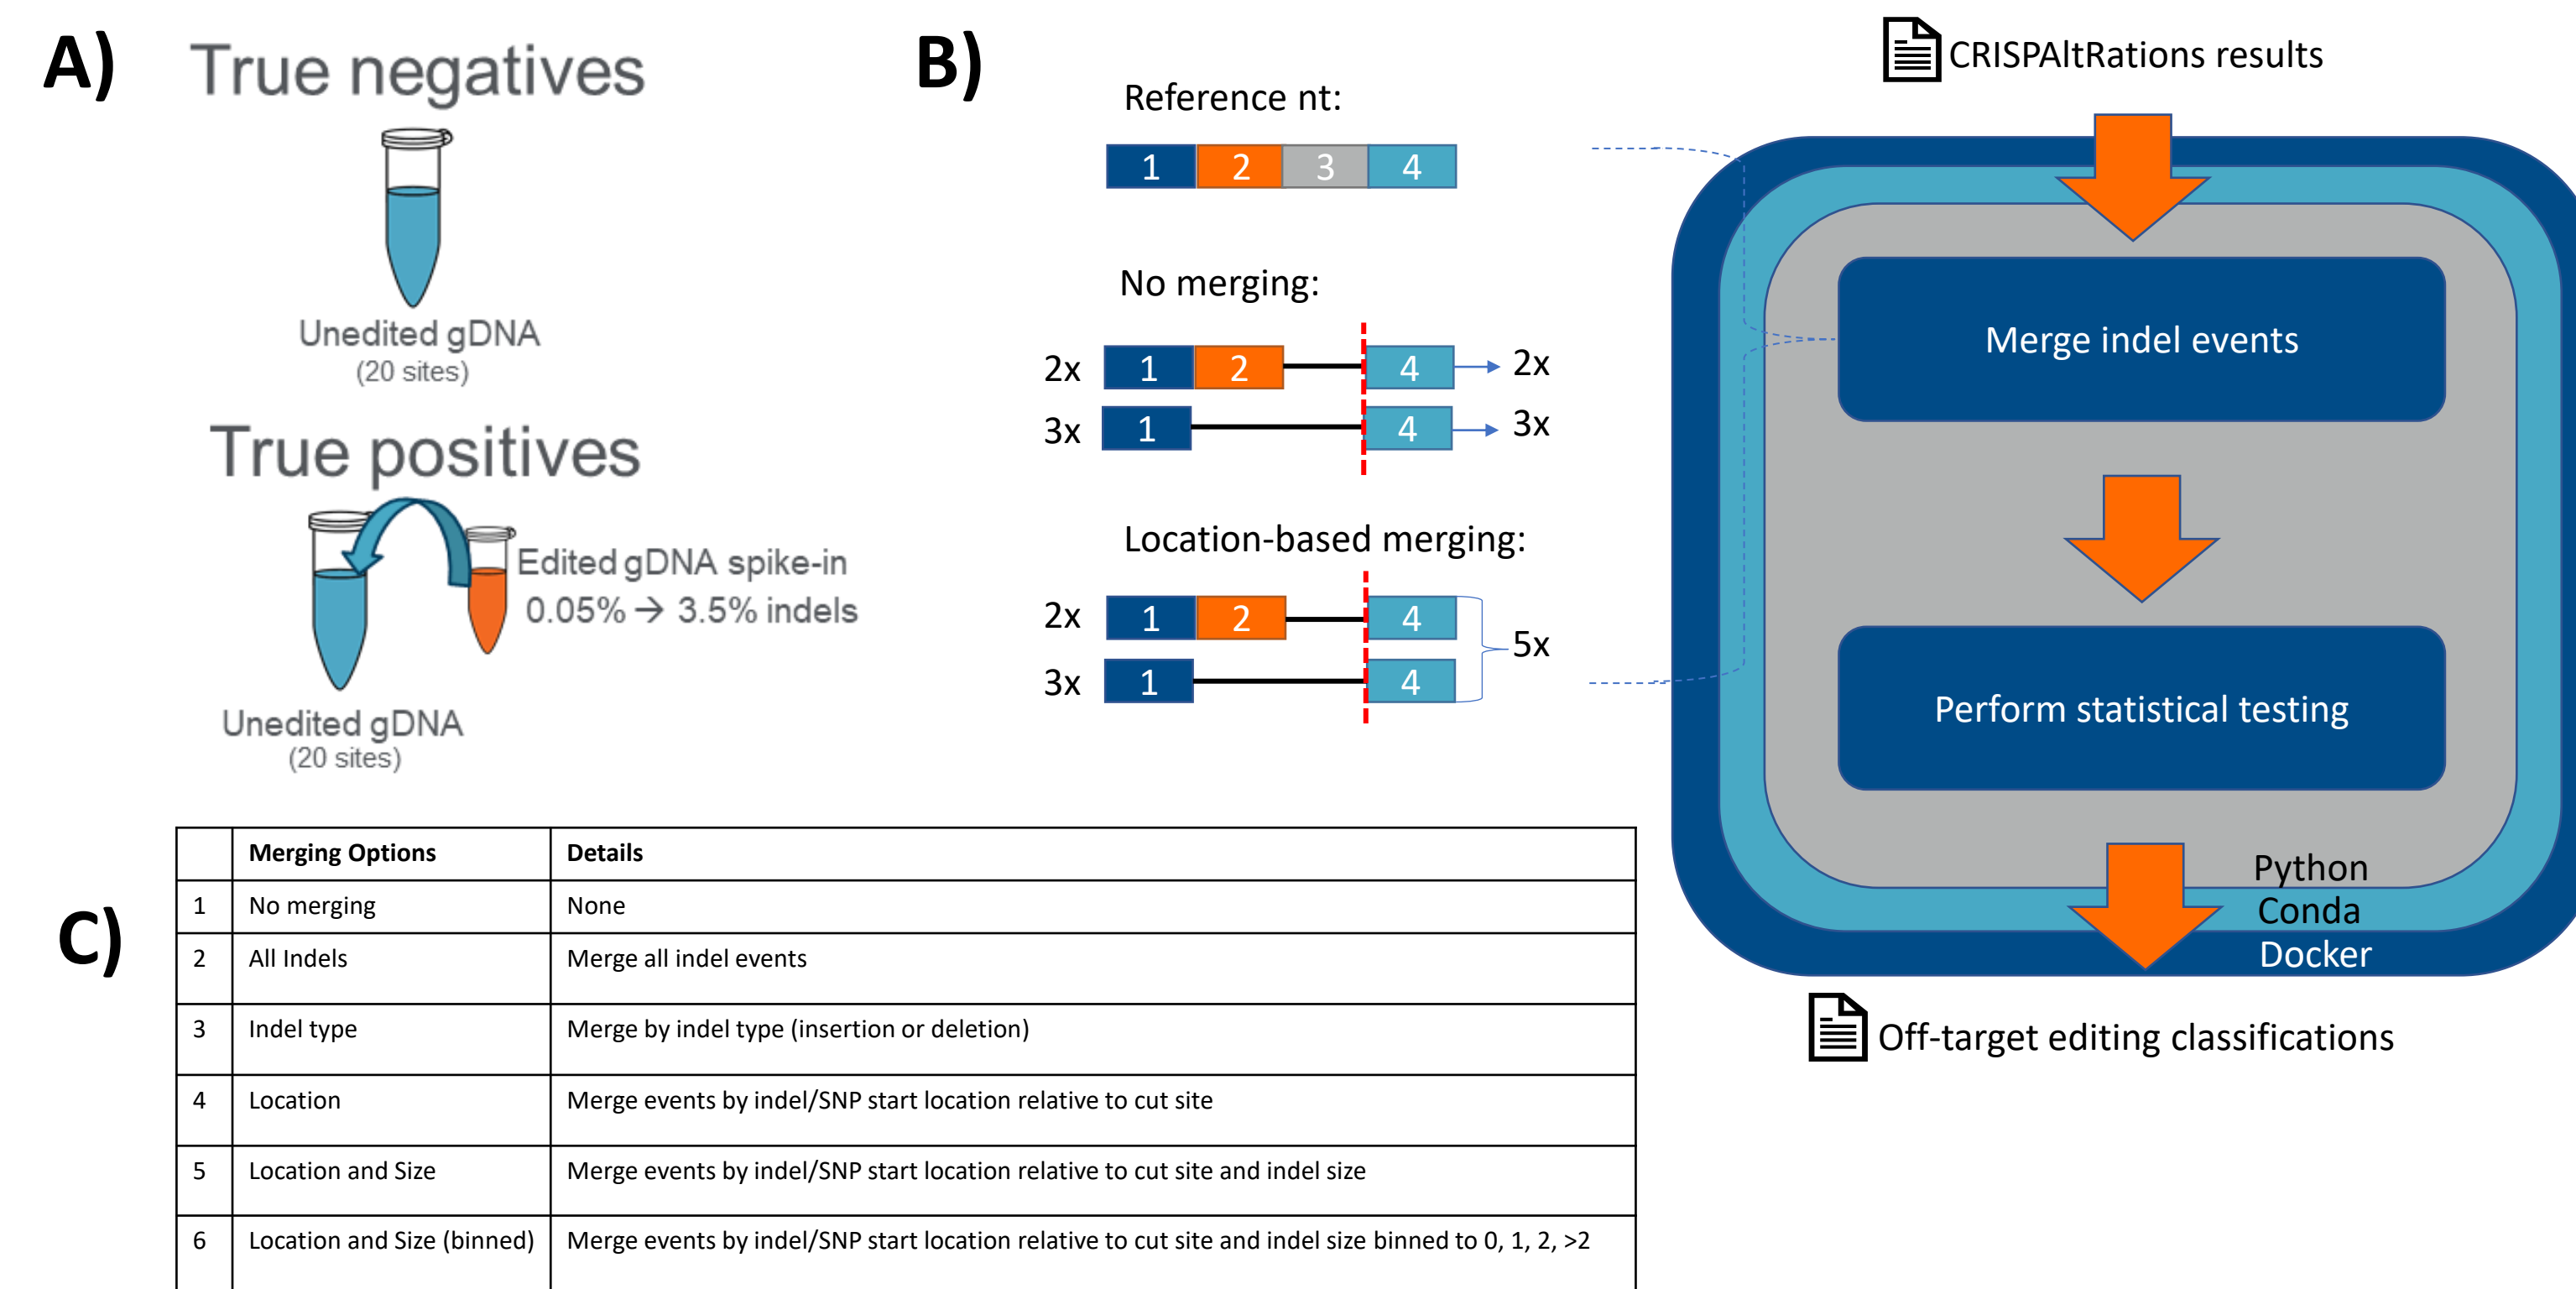 A)
True negatives
Unedited gDNA
(20 sites)
True positives
Edited gDNA spike-in
0.05% → 3.5% indels
Unedited gDNA
(20 sites)
B)
Reference nt:
1 2 3 4
No merging:
2x 1 2 4 2x
3x 1 4 3x
Location-based merging:
2x 1 2 4
5x
3x 1 4
CRISPAltRations results
Merge indel events
Perform statistical testing
Python
Conda
Docker
Off-target editing classifications
C)
Merging Options Details
1 No merging None
2 All Indels Merge all indel events
3 Indel type Merge by indel type (insertion or deletion)
4 Location Merge events by indel/SNP start location relative to cut site
5 Location and Size Merge events by indel/SNP start location relative to cut site and indel size
6 Location and Size (binned) Merge events by indel/SNP start location relative to cut site and indel size binned to 0, 1, 2, >2